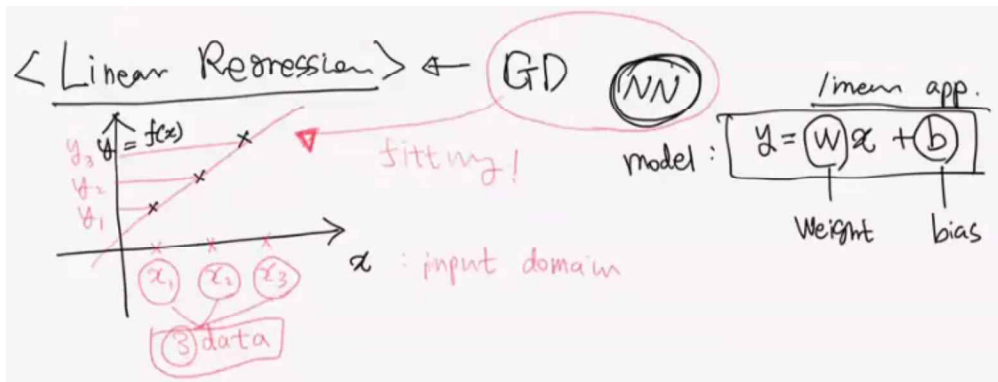 < Linear Regression > ← GD NN
linear app.
model : y = w x + b
Weight bias
y = f(x)
fitting!
y₃
y₂
y₁
x : input domain
x₁ x₂ x₃
3 data